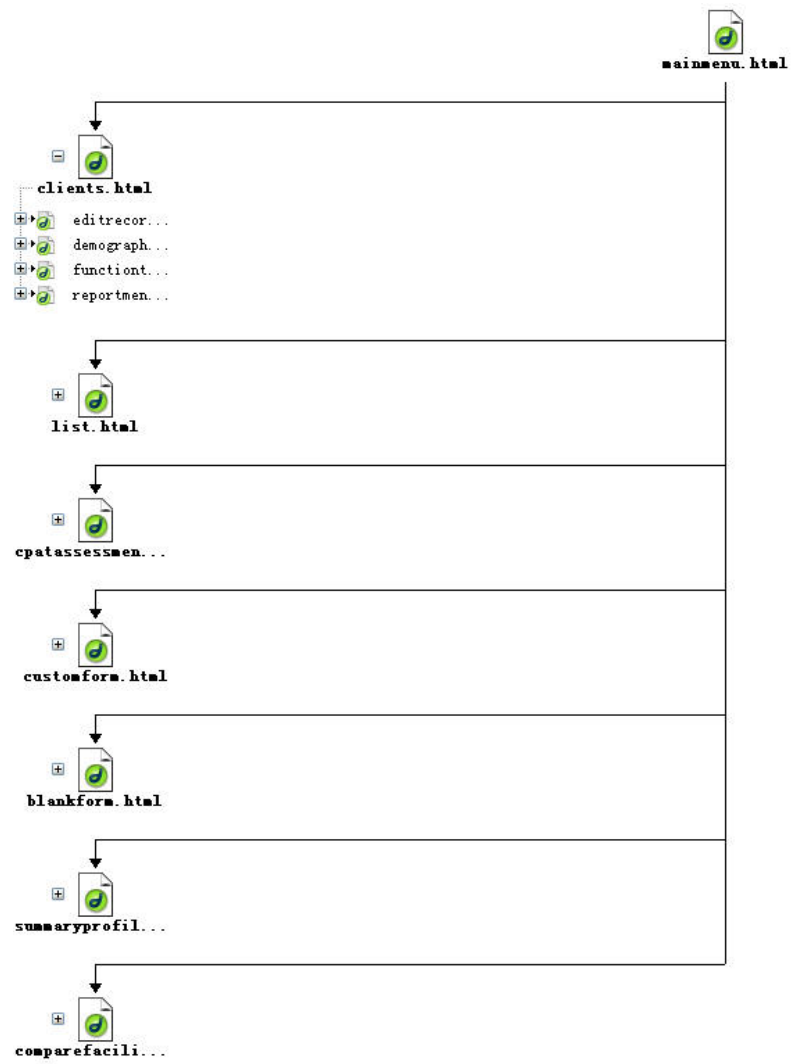 mainmenu.html
clients.html
editrecor...
demograph...
functiont...
reportmen...
list.html
cpatassessmen...
customform.html
blankform.html
summaryprofil...
comparefacili...